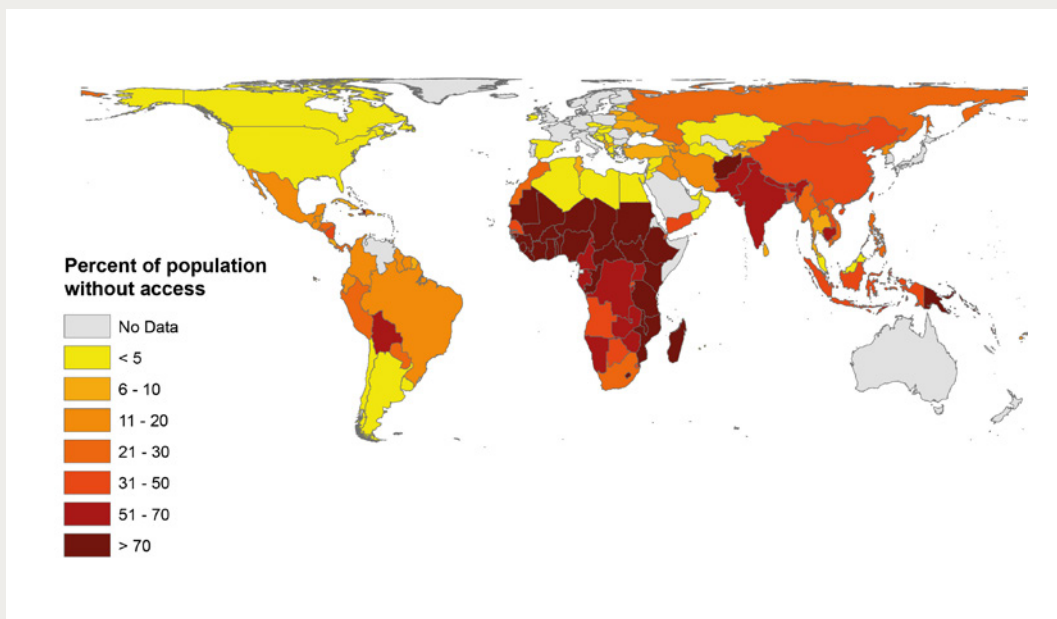 Percent of population
without access
No Data
< 5
6 - 10
11 - 20
21 - 30
31 - 50
51 - 70
> 70